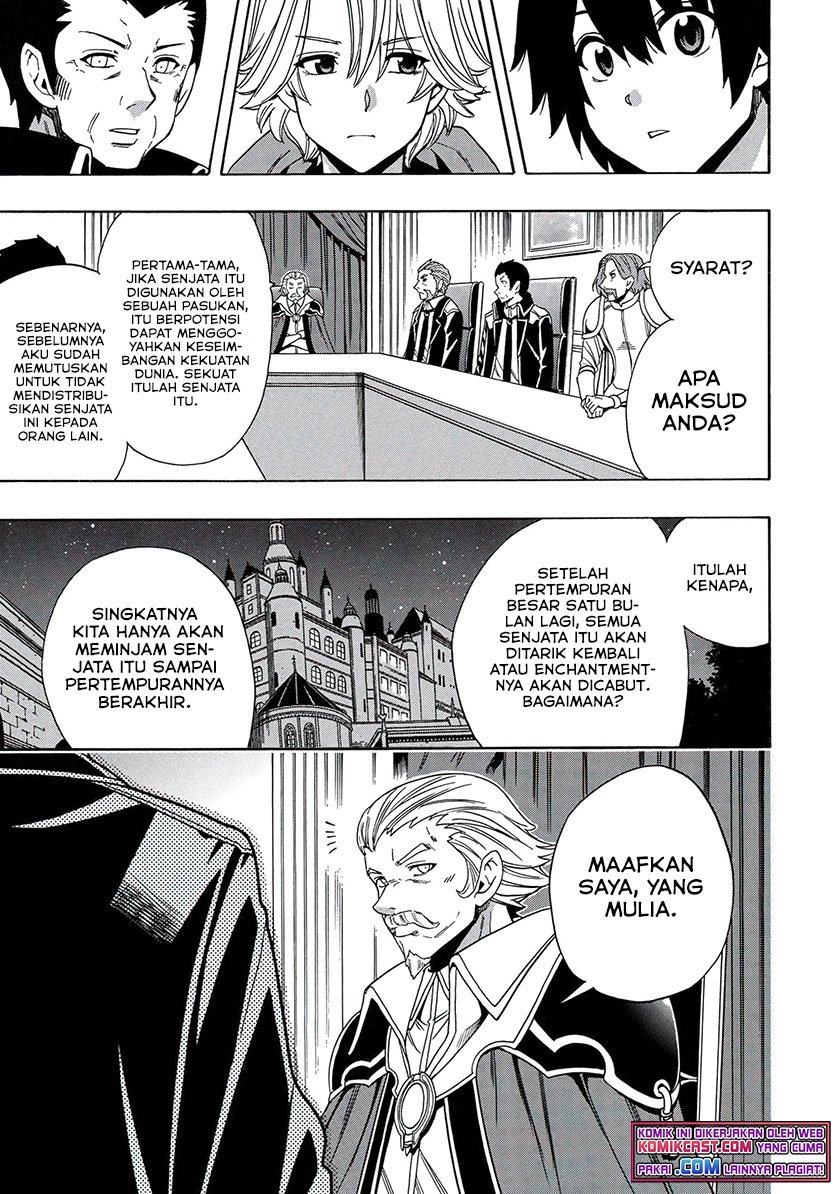 SYARAT?
APA
MAKSUD
ANDA?
PERTAMA-TAMA,
JIKA SENJATA
ITU
DIGUNAKAN OLEH
SEBUAH PASUKAN,
ITU BERPOTENSI
DAPAT MENGGO-
YAHKAN KESEIM-
BANGAN KEKUATAN
DUNIA. SEKUAT
ITULAH SENJATA
ITU.
SEBENARNYA,
SEBELUMNYA
AKU SUDAH
MEMUTUSKAN
UNTUK TIDAK
MENDISTRIBU-
SIKAN SENJATA
INI KEPADA
ORANG LAIN.
ITULAH
KENAPA,
SETELAH
PERTEMPURAN
BESAR SATU BU-
LAN LAGI, SEMUA
SENJATA ITU AKAN
DITARIK KEMBALI
ATAU ENCHANTMENT-
NYA AKAN DICABUT.
BAGAIMANA?
SINGKATNYA
KITA HANYA AKAN
MEMINJAM SEN-
JATA ITU SAMPAI
PERTEMPURANNYA
BERAKHIR.
MAAFKAN
SAYA, YANG
MULIA.
KOMIK INI DIKERJAKAN OLEH WEB
KOMIKCAST.COM YANG CUMA
PAKAI .COM LAINNYA PLAGIAT!